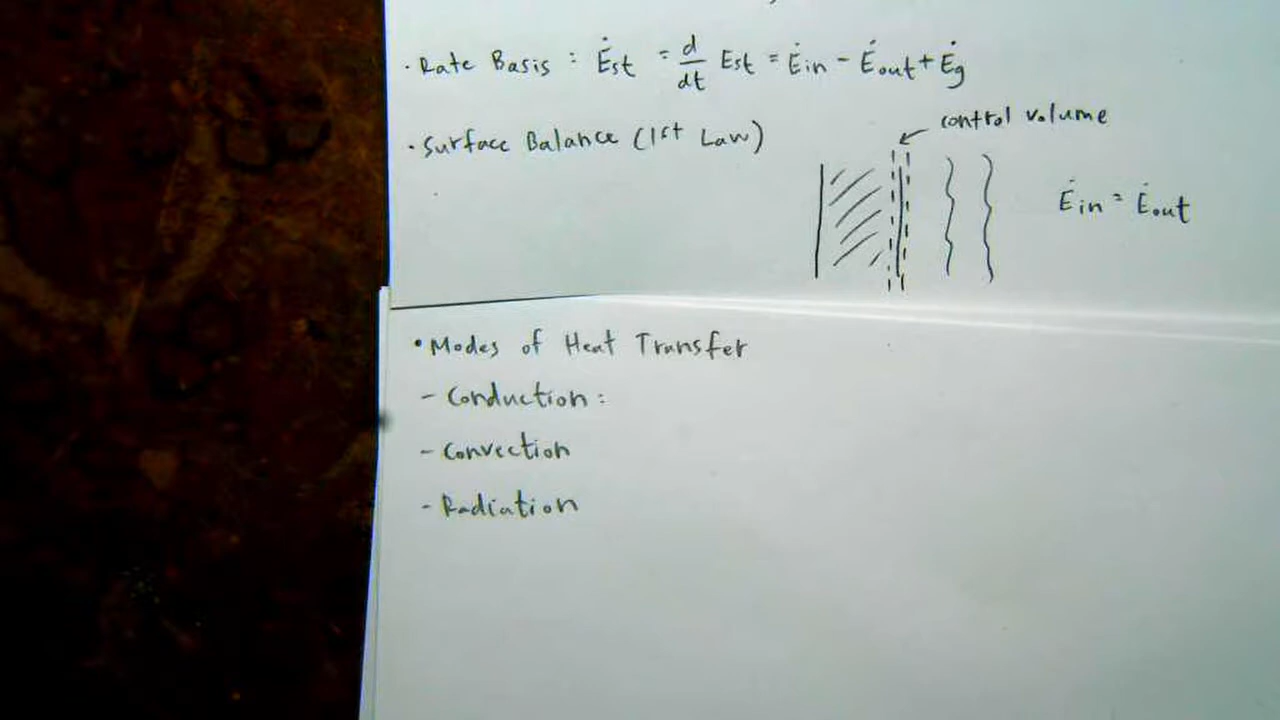 · Rate Basis : Ėst = d/dt Est = Ėin - Ėout + Ėg
control volume
· Surface Balance (1st Law)
Ėin = Ėout
• Modes of Heat Transfer
- Conduction :
- Convection
- Radiation